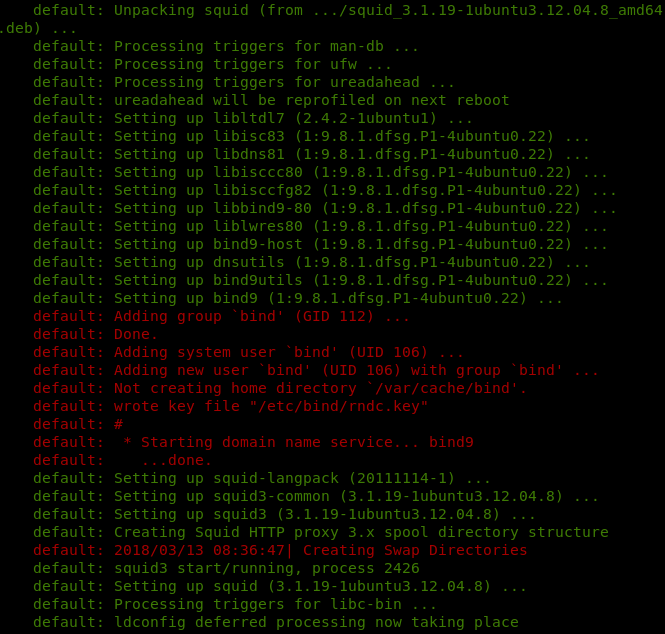 default: Unpacking squid (from .../squid_3.1.19-1ubuntu3.12.04.8_amd64
.deb) ...
default: Processing triggers for man-db ...
default: Processing triggers for ufw ...
default: Processing triggers for ureadahead ...
default: ureadahead will be reprofiled on next reboot
default: Setting up libltdl7 (2.4.2-1ubuntu1) ...
default: Setting up libisc83 (1:9.8.1.dfsg.P1-4ubuntu0.22) ...
default: Setting up libdns81 (1:9.8.1.dfsg.P1-4ubuntu0.22) ...
default: Setting up libisccc80 (1:9.8.1.dfsg.P1-4ubuntu0.22) ...
default: Setting up libisccfg82 (1:9.8.1.dfsg.P1-4ubuntu0.22) ...
default: Setting up libbind9-80 (1:9.8.1.dfsg.P1-4ubuntu0.22) ...
default: Setting up liblwres80 (1:9.8.1.dfsg.P1-4ubuntu0.22) ...
default: Setting up bind9-host (1:9.8.1.dfsg.P1-4ubuntu0.22) ...
default: Setting up dnsutils (1:9.8.1.dfsg.P1-4ubuntu0.22) ...
default: Setting up bind9utils (1:9.8.1.dfsg.P1-4ubuntu0.22) ...
default: Setting up bind9 (1:9.8.1.dfsg.P1-4ubuntu0.22) ...
default: Adding group `bind' (GID 112) ...
default: Done.
default: Adding system user `bind' (UID 106) ...
default: Adding new user `bind' (UID 106) with group `bind' ...
default: Not creating home directory `/var/cache/bind'.
default: wrote key file "/etc/bind/rndc.key"
default: #
default:  * Starting domain name service... bind9
default:    ...done.
default: Setting up squid-langpack (20111114-1) ...
default: Setting up squid3-common (3.1.19-1ubuntu3.12.04.8) ...
default: Setting up squid3 (3.1.19-1ubuntu3.12.04.8) ...
default: Creating Squid HTTP proxy 3.x spool directory structure
default: 2018/03/13 08:36:47| Creating Swap Directories
default: squid3 start/running, process 2426
default: Setting up squid (3.1.19-1ubuntu3.12.04.8) ...
default: Processing triggers for libc-bin ...
default: ldconfig deferred processing now taking place